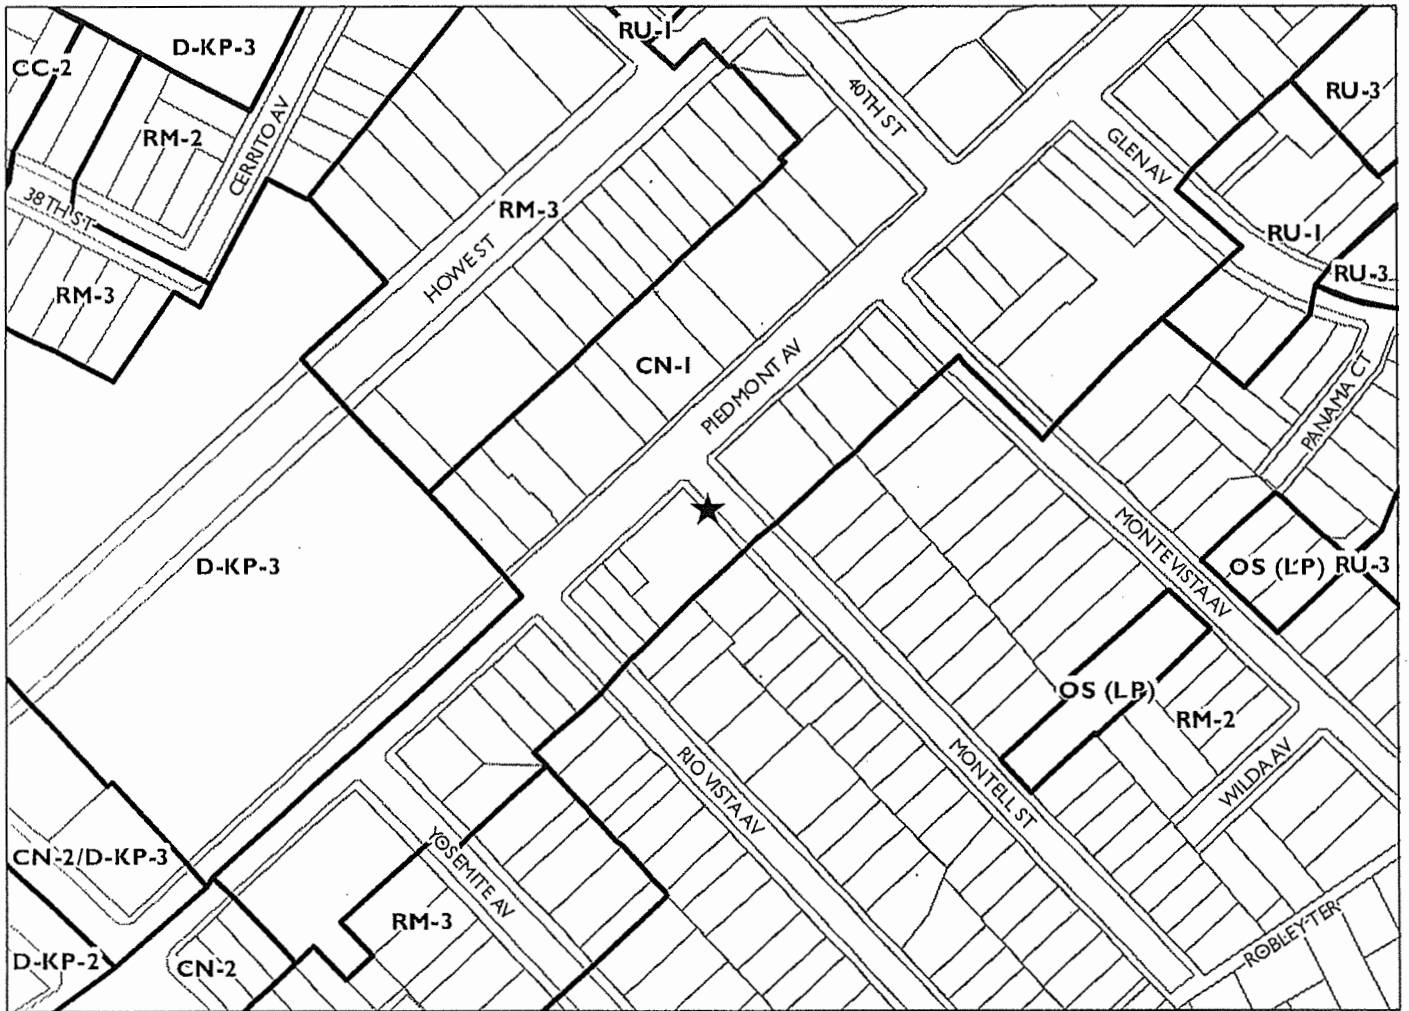 RU-1
D-KP-3
CC-2
40TH ST
RU-3
RM-2
CERRITO AV
GLEN AV
38TH ST
RM-3
HOWE ST
RU-1
RU-3
RM-3
CN-1
PIEDMONT AV
PANAMA CT
MONTE VISTA AV
D-KP-3
OS (LP)
RU-3
OS (LP)
RM-2
RIO VISTA AV
MONTELL ST
WILDA AV
CN-2/D-KP-3
YOSEMITE AV
RM-3
ROBLEY TER
D-KP-2
CN-2